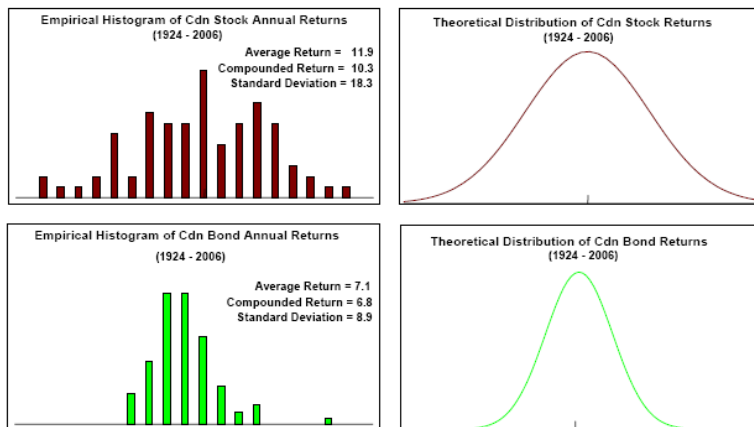 Empirical Histogram of Cdn Stock Annual Returns
(1924 - 2006)
Average Return = 11.9
Compounded Return = 10.3
Standard Deviation = 18.3
Theoretical Distribution of Cdn Stock Returns
(1924 - 2006)
Empirical Histogram of Cdn Bond Annual Returns
(1924 - 2006)
Average Return = 7.1
Compounded Return = 6.8
Standard Deviation = 8.9
Theoretical Distribution of Cdn Bond Returns
(1924 - 2006)